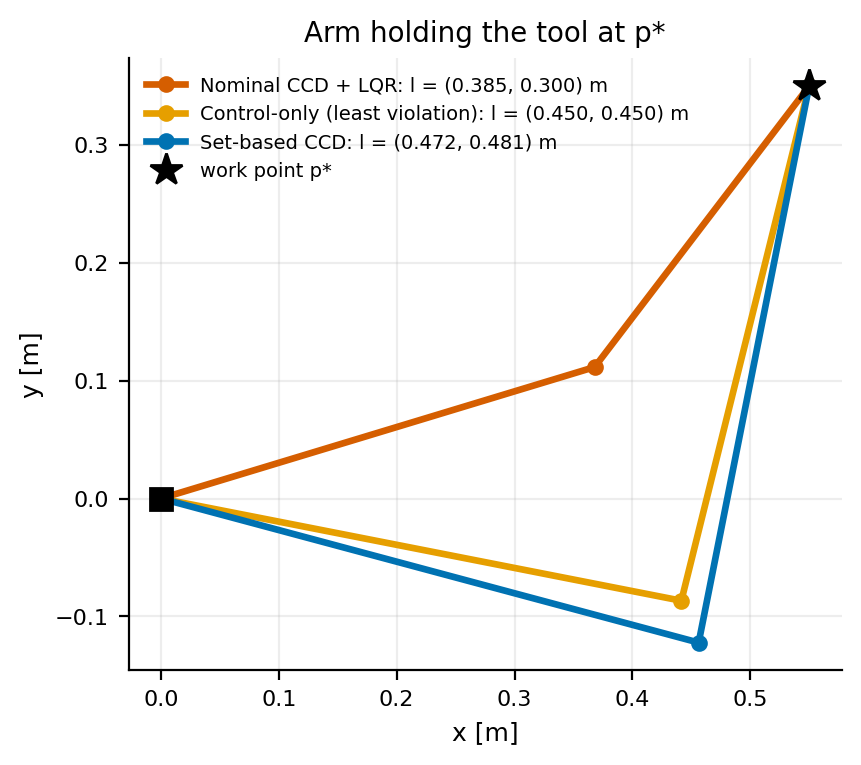 Arm holding the tool at p*
Nominal CCD + LQR: l = (0.385, 0.300) m
Control-only (least violation): l = (0.450, 0.450) m
Set-based CCD: l = (0.472, 0.481) m
work point p*
y [m]
0.3
0.2
0.1
0.0
−0.1
0.0 0.1 0.2 0.3 0.4 0.5
x [m]